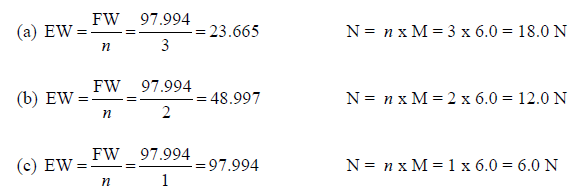 (a) EW = FW/n = 97.994/3 = 23.665 N = n x M = 3 x 6.0 = 18.0 N
(b) EW = FW/n = 97.994/2 = 48.997 N = n x M = 2 x 6.0 = 12.0 N
(c) EW = FW/n = 97.994/1 = 97.994 N = n x M = 1 x 6.0 = 6.0 N